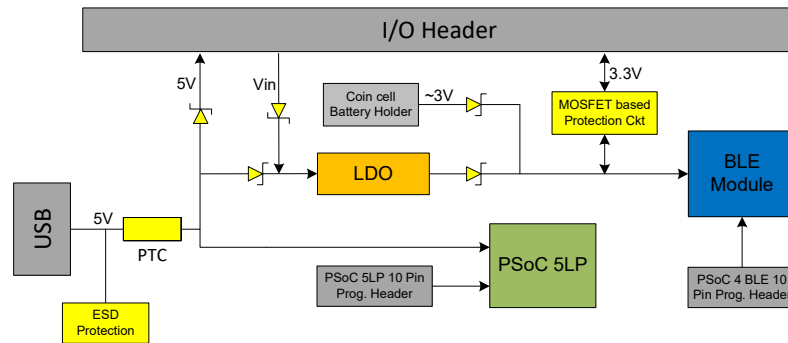 I/O Header
5V
Vin
3.3V
Coin cell
Battery Holder
~3V
MOSFET based
Protection Ckt
LDO
BLE
Module
USB
5V
PTC
PSoC 5LP
PSoC 5LP 10 Pin
Prog. Header
PSoC 4 BLE 10
Pin Prog. Header
ESD
Protection